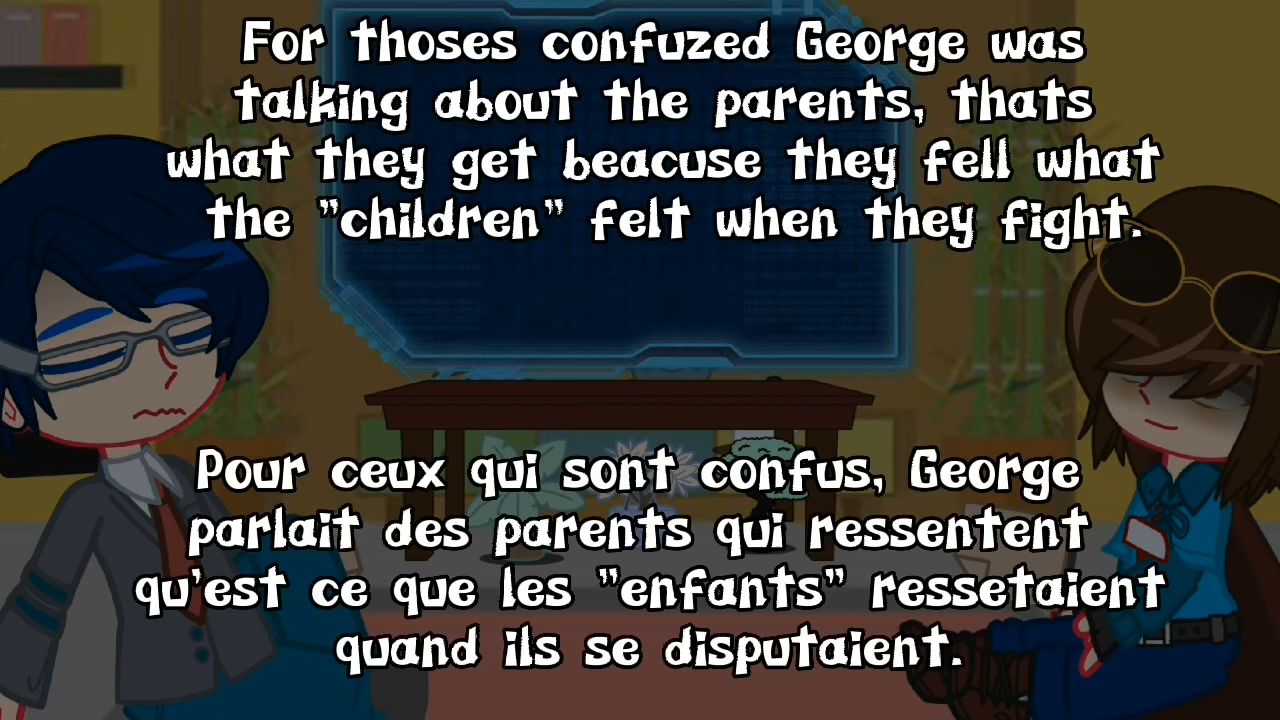 For thoses confuzed George was
talking about the parents, thats
what they get beacuse they fell what
the "children" felt when they fight.
Pour ceux qui sont confus, George
parlait des parents qui ressentent
qu'est ce que les "enfants" ressetaient
quand ils se disputaient.